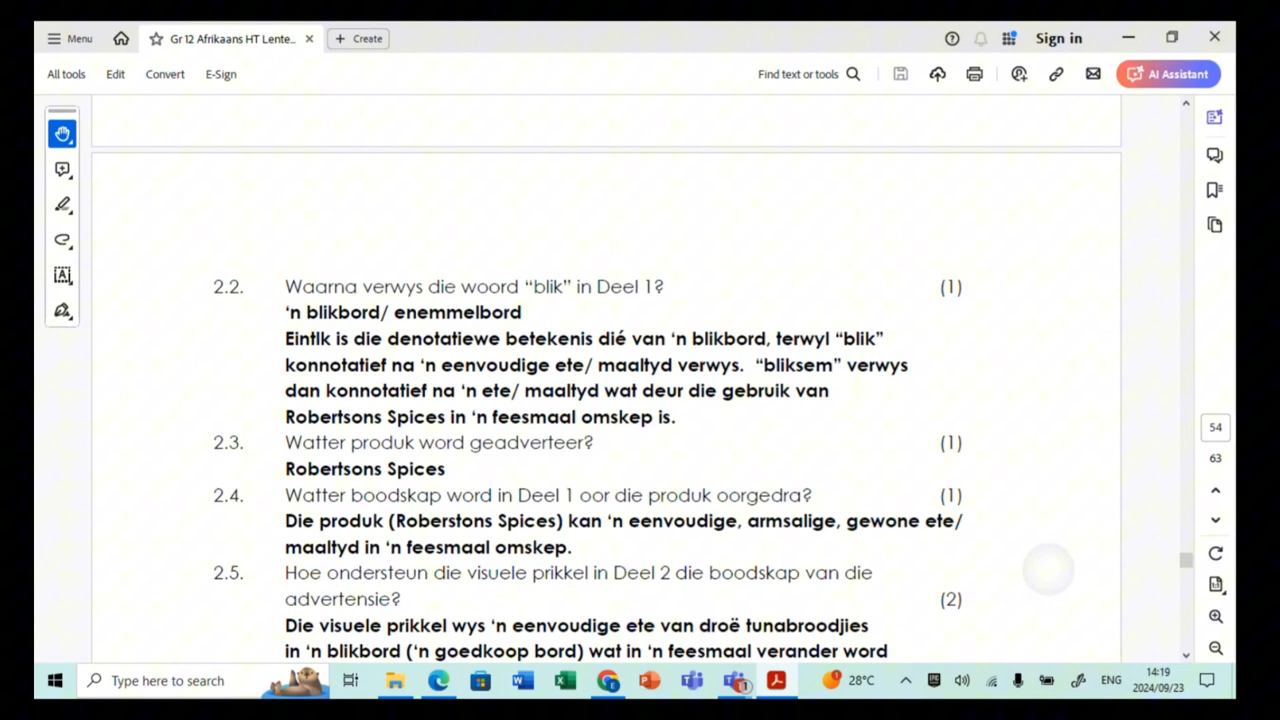 Menu
Gr 12 Afrikaans HT Lente...
Create
Sign in
All tools
Edit
Convert
E-Sign
Find text or tools
AI Assistant
2.2. Waarna verwys die woord “blik” in Deel 1? (1)
‘n blikbord/ enemmelbord
Eintlk is die denotatiewe betekenis dié van ‘n blikbord, terwyl “blik”
konnotatief na ‘n eenvoudige ete/ maaltyd verwys. “bliksem” verwys
dan konnotatief na ‘n ete/ maaltyd wat deur die gebruik van
Robertsons Spices in ‘n feesmaal omskep is.
2.3. Watter produk word geadverteer? (1)
Robertsons Spices
2.4. Watter boodskap word in Deel 1 oor die produk oorgedra? (1)
Die produk (Roberstons Spices) kan ‘n eenvoudige, armsalige, gewone ete/
maaltyd in ‘n feesmaal omskep.
2.5. Hoe ondersteun die visuele prikkel in Deel 2 die boodskap van die
advertensie? (2)
Die visuele prikkel wys ‘n eenvoudige ete van droë tunabroodjies
in ‘n blikbord (‘n goedkoop bord) wat in ‘n feesmaal verander word
54
63
Type here to search
28°C
ENG
14:19
2024/09/23